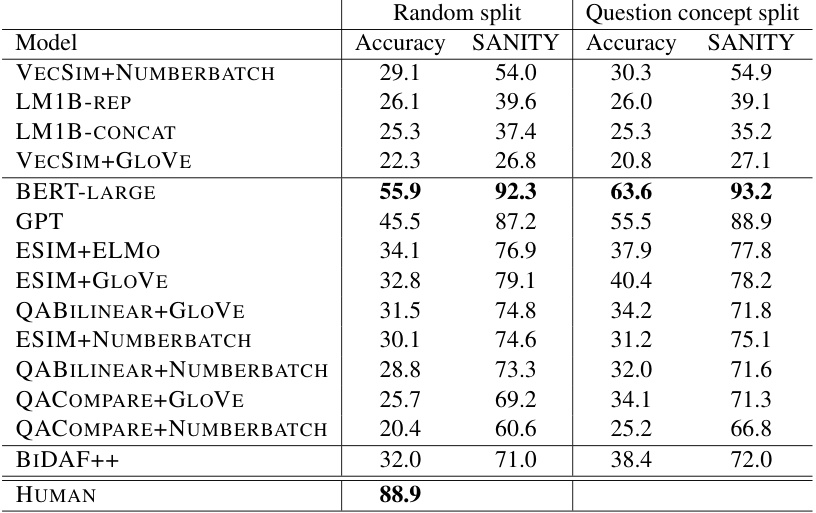 Random split Question concept split
Model Accuracy SANITY Accuracy SANITY
VECSIM+NUMBERBATCH 29.1 54.0 30.3 54.9
LM1B-REP 26.1 39.6 26.0 39.1
LM1B-CONCAT 25.3 37.4 25.3 35.2
VECSIM+GLOVE 22.3 26.8 20.8 27.1
BERT-LARGE 55.9 92.3 63.6 93.2
GPT 45.5 87.2 55.5 88.9
ESIM+ELMO 34.1 76.9 37.9 77.8
ESIM+GLOVE 32.8 79.1 40.4 78.2
QABILINEAR+GLOVE 31.5 74.8 34.2 71.8
ESIM+NUMBERBATCH 30.1 74.6 31.2 75.1
QABILINEAR+NUMBERBATCH 28.8 73.3 32.0 71.6
QACOMPARE+GLOVE 25.7 69.2 34.1 71.3
QACOMPARE+NUMBERBATCH 20.4 60.6 25.2 66.8
BIDAF++ 32.0 71.0 38.4 72.0
HUMAN 88.9